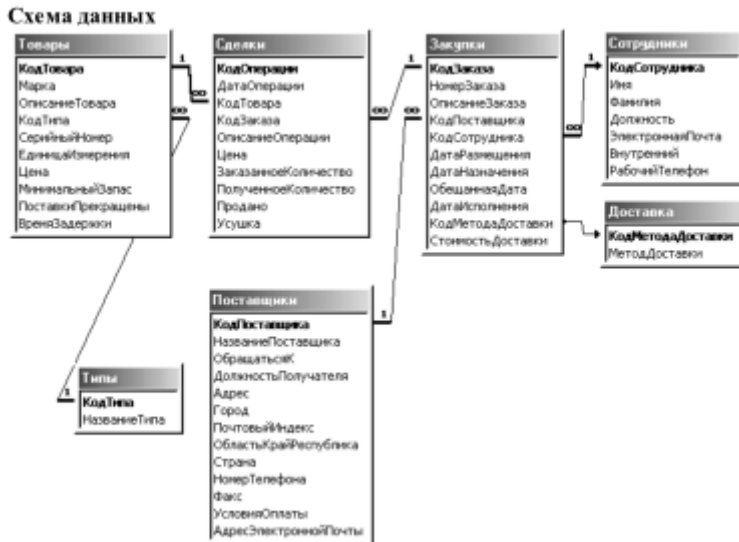 Схема данных
Товары
КодТовара
Марка
ОписаниеТовара
КодТипа
СерийныйНомер
ЕдиницаИзмерения
Цена
МинимальныйЗапас
ПоставкиПрекращены
ВремяЗадержки
1
∞
∞
Сделки
КодОперации
ДатаОперации
КодТовара
КодЗаказа
ОписаниеОперации
Цена
ЗаказанноеКоличество
ПолученноеКоличество
Продано
Усушка
∞
1
∞
Закупки
КодЗаказа
НомерЗаказа
ОписаниеЗаказа
КодПоставщика
КодСотрудника
ДатаРазмещения
ДатаНазначения
ОбещаннаяДата
ДатаИсполнения
КодМетодаДоставки
СтоимостьДоставки
1
∞
Сотрудники
КодСотрудника
Имя
Фамилия
Должность
ЭлектроннаяПочта
Внутренний
РабочийТелефон
Доставка
КодМетодаДоставки
МетодДоставки
Поставщики
КодПоставщика
НазваниеПоставщика
ОбращатьсяК
ДолжностьПолучателя
Адрес
Город
ПочтовыйИндекс
ОбластьКрайРеспублика
Страна
НомерТелефона
Факс
УсловияОплаты
АдресЭлектроннойПочты
1
1
Типы
КодТипа
НазваниеТипа